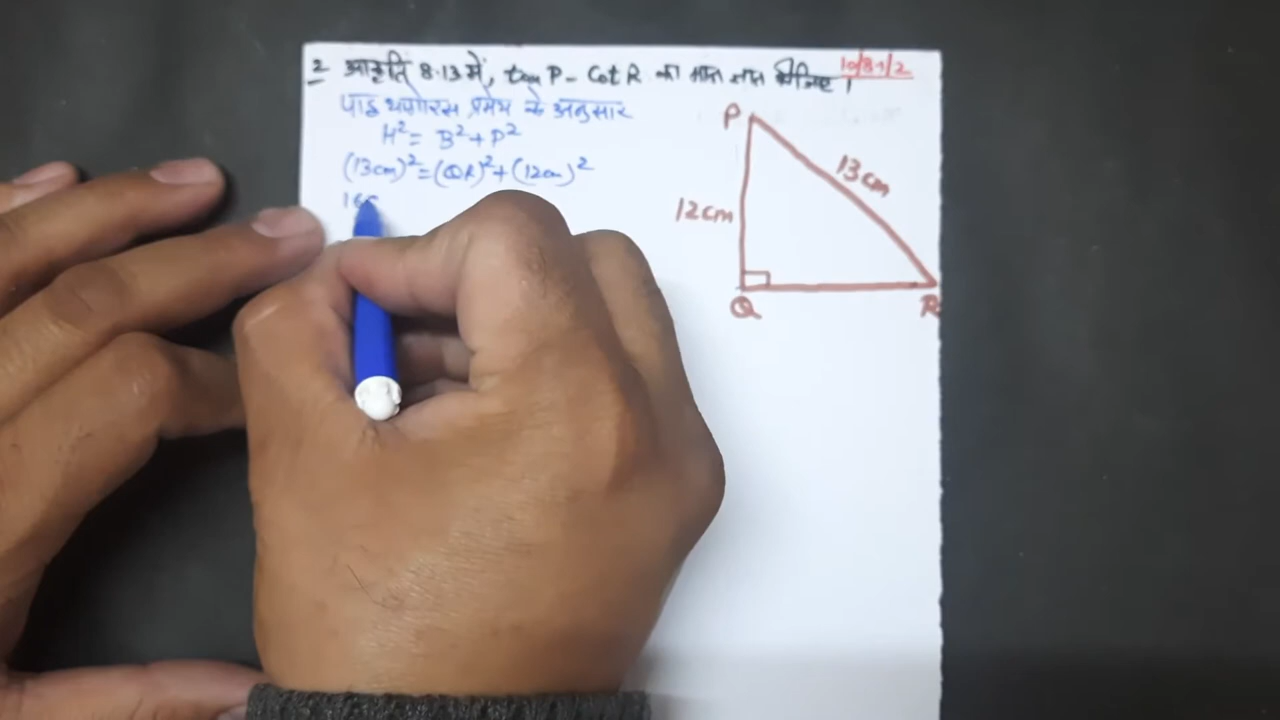 2 आकृति 8.13 में, tan P - Cot R का मान ज्ञात कीजिए।
10/8.1/2
पाइथागोरस प्रमेय के अनुसार
H² = B² + P²
(13cm)² = (QR)² + (12cm)²
16
P
13cm
12cm
Q
R